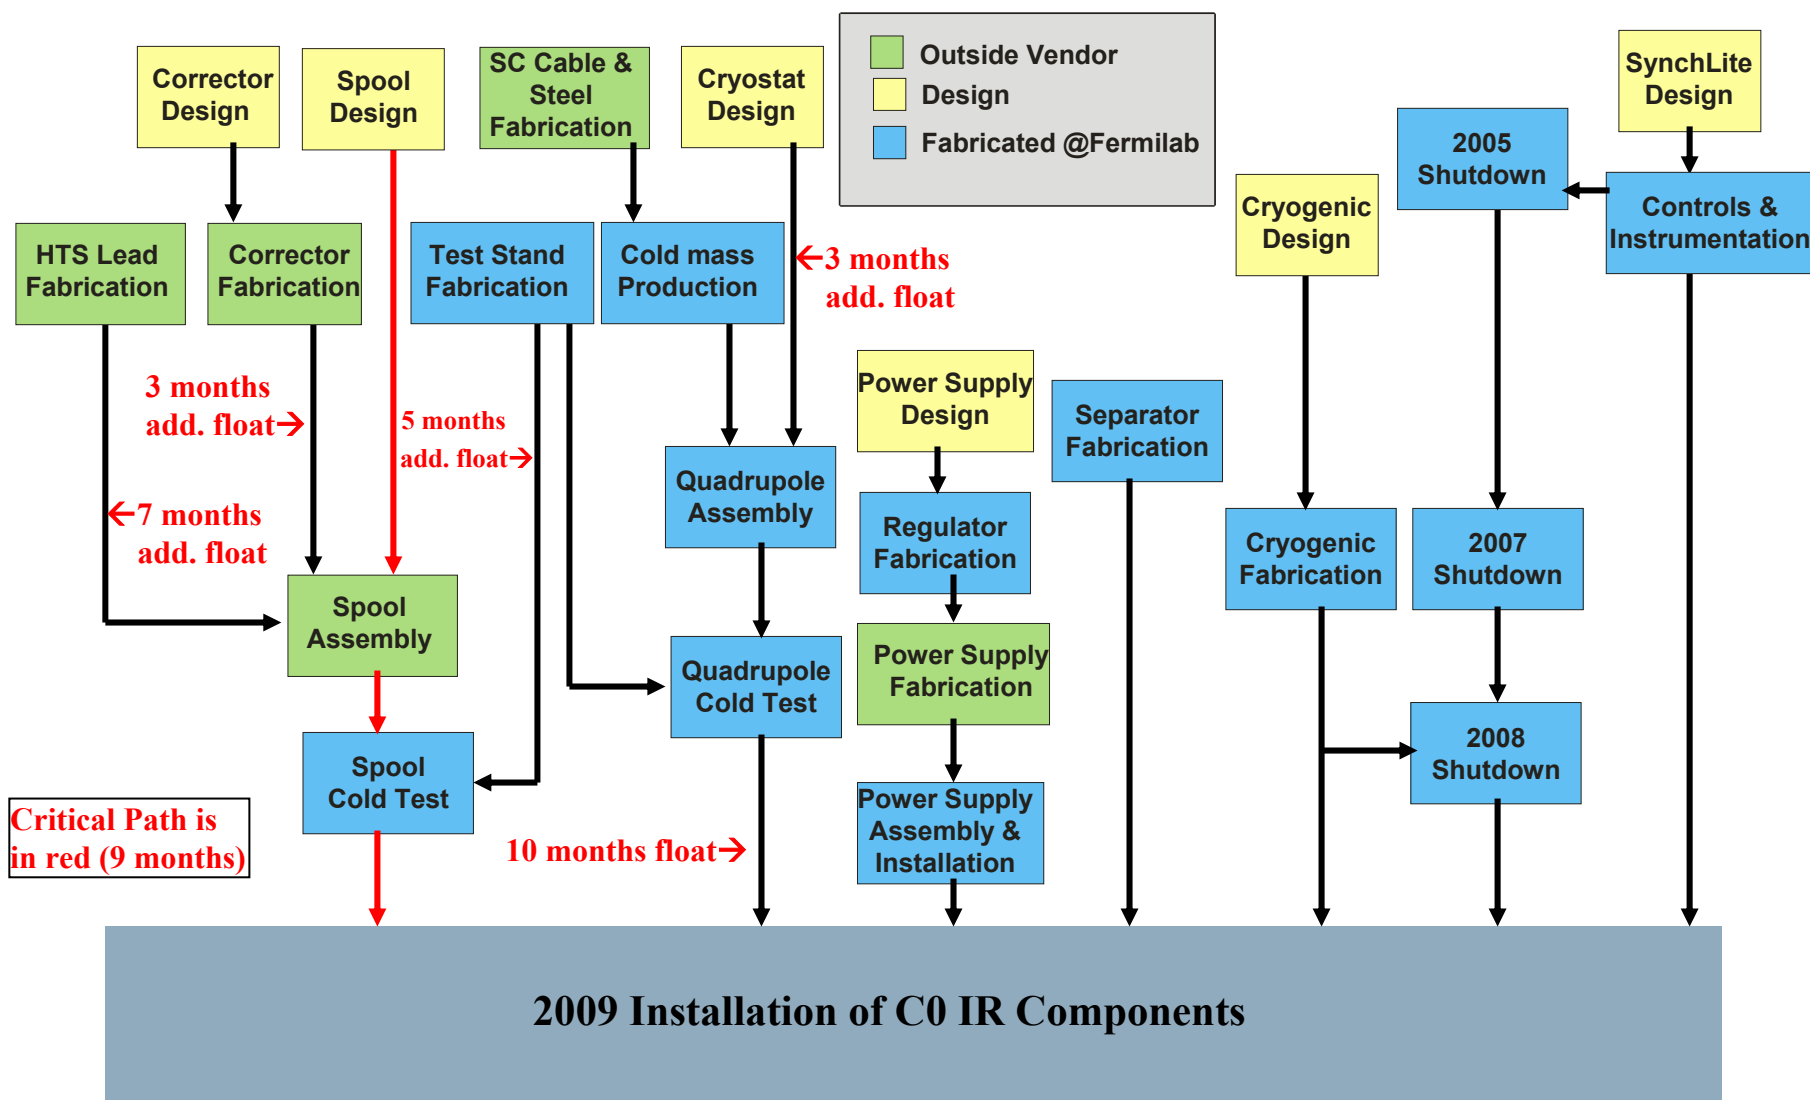 Corrector
Design
Spool
Design
SC Cable &
Steel
Fabrication
Cryostat
Design
Outside Vendor
Design
Fabricated @Fermilab
SynchLite
Design
2005
Shutdown
Cryogenic
Design
Controls &
Instrumentation
HTS Lead
Fabrication
Corrector
Fabrication
Test Stand
Fabrication
Cold mass
Production
←3 months
add. float
3 months
add. float→
5 months
add. float→
Power Supply
Design
Separator
Fabrication
←7 months
add. float
Quadrupole
Assembly
Regulator
Fabrication
Cryogenic
Fabrication
2007
Shutdown
Spool
Assembly
Quadrupole
Cold Test
Power Supply
Fabrication
2008
Shutdown
Spool
Cold Test
Power Supply
Assembly &
Installation
Critical Path is
in red (9 months)
10 months float→
2009 Installation of C0 IR Components